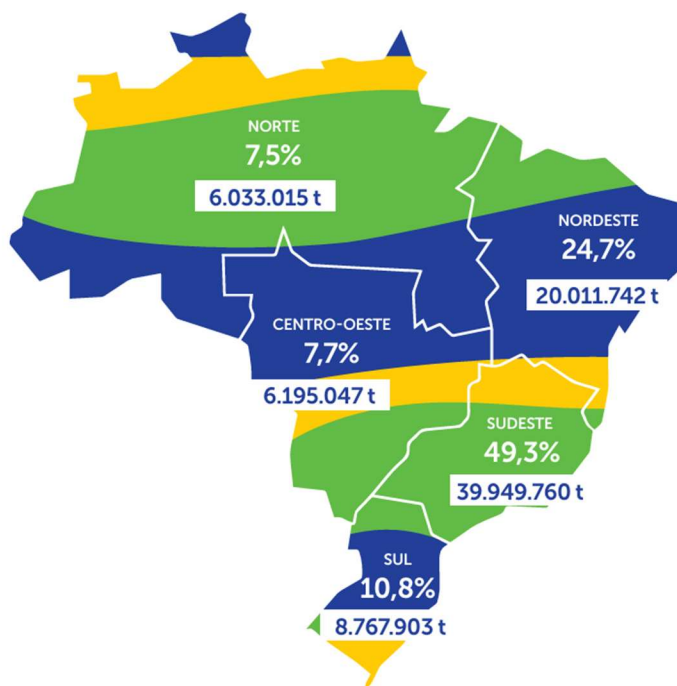 NORTE
7,5%
6.033.015 t
NORDESTE
24,7%
20.011.742 t
CENTRO-OESTE
7,7%
6.195.047 t
SUDESTE
49,3%
39.949.760 t
SUL
10,8%
8.767.903 t